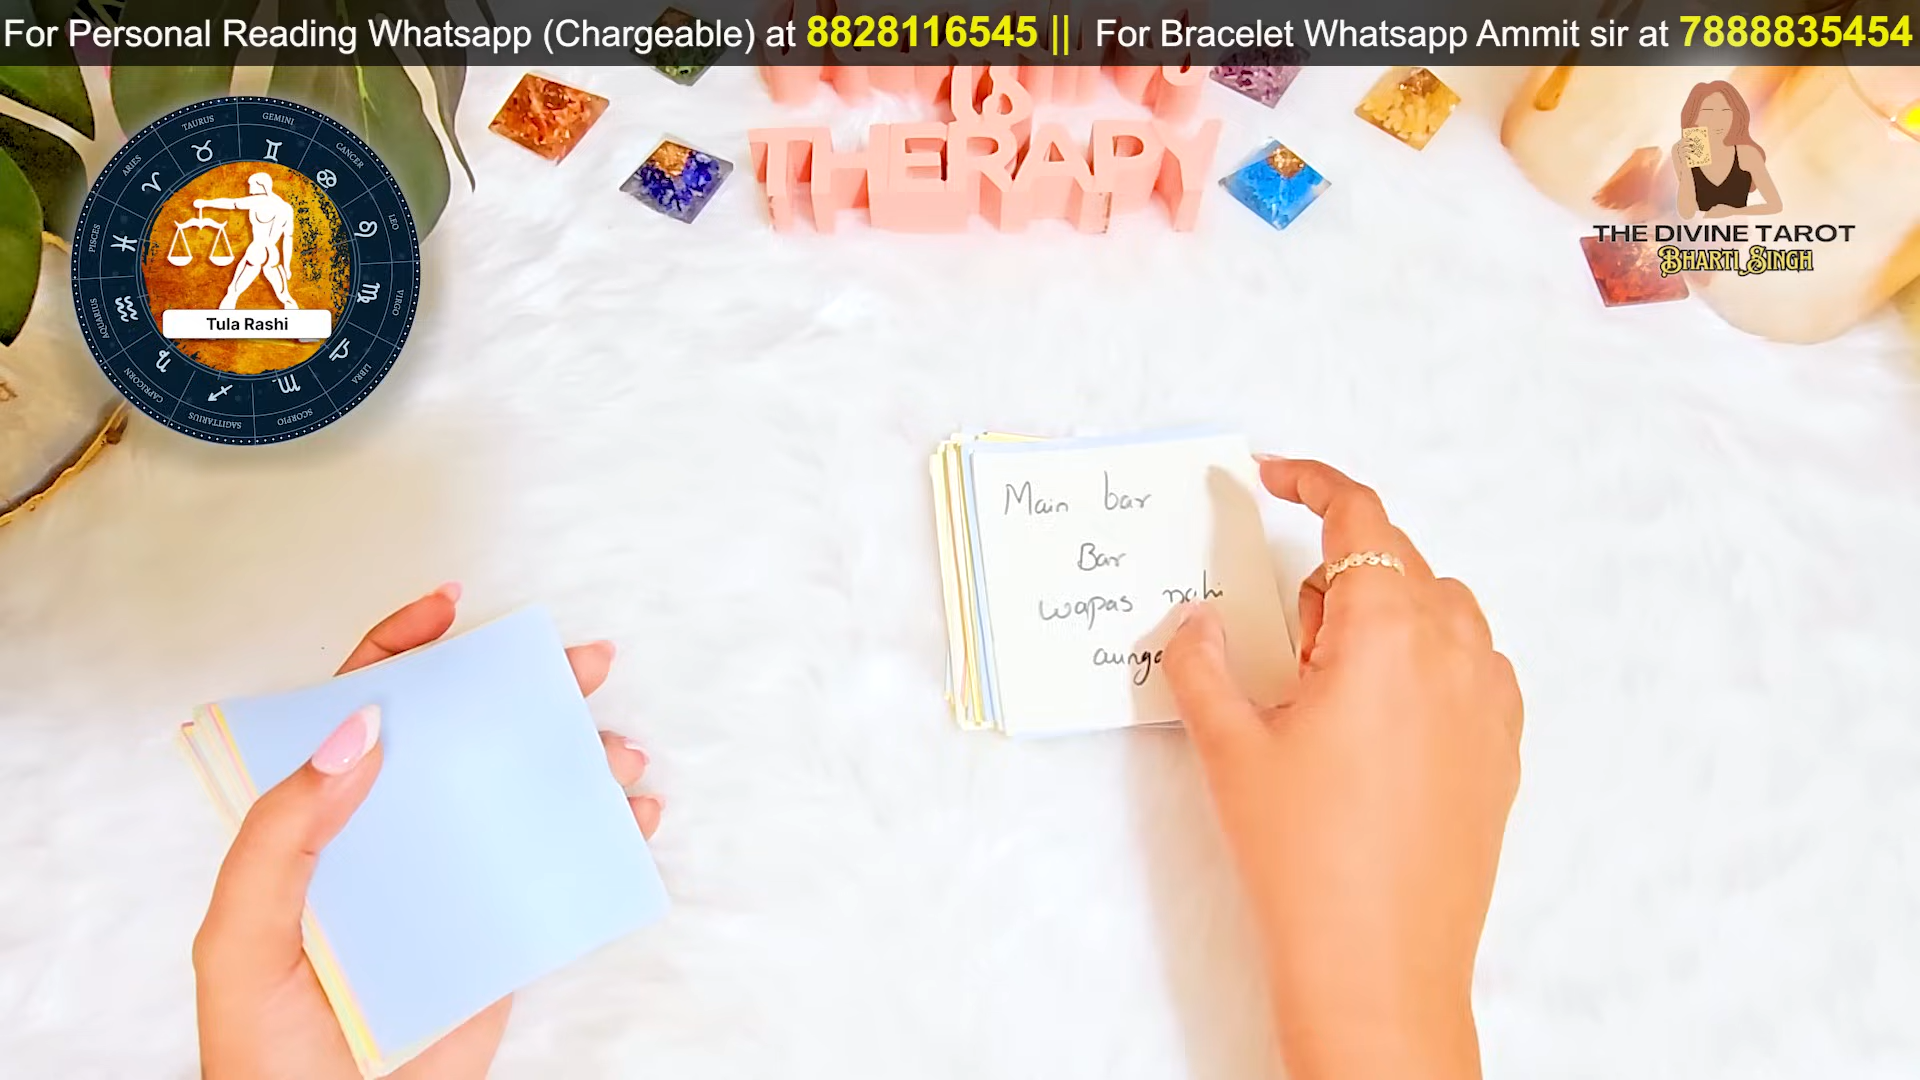 For Personal Reading Whatsapp (Chargeable) at 8828116545 || For Bracelet Whatsapp Ammit sir at 7888835454
THERAPY
TAURUS
GEMINI
CANCER
ARIES
LEO
PISCES
VIRGO
AQUARIUS
LIBRA
CAPRICORN
SAGITTARIUS
SCORPIO
Tula Rashi
THE DIVINE TAROT
BHARTI SINGH
Main bar
Bar
wapas nahi